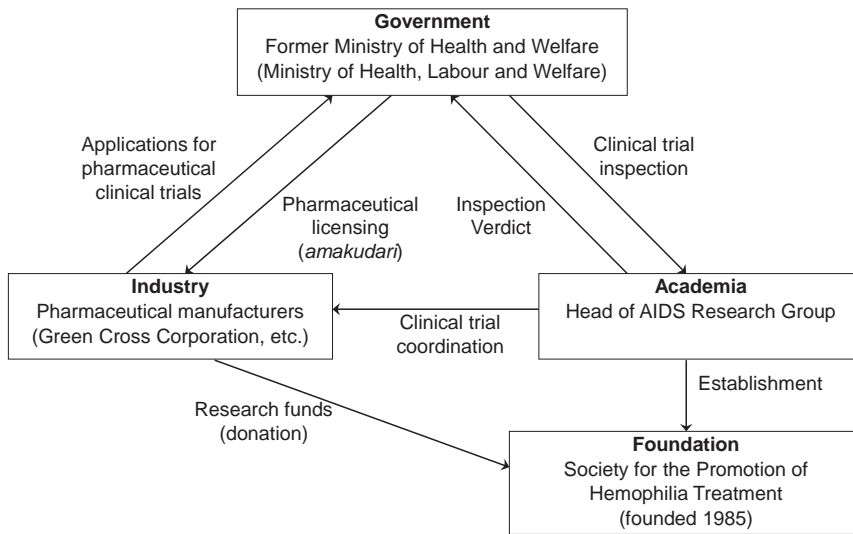 Government
Former Ministry of Health and Welfare
(Ministry of Health, Labour and Welfare)
Applications for
pharmaceutical
clinical trials
Pharmaceutical
licensing
(amakudari)
Inspection
Verdict
Clinical trial
inspection
Industry
Pharmaceutical manufacturers
(Green Cross Corporation, etc.)
Clinical trial
coordination
Academia
Head of AIDS Research Group
Research funds
(donation)
Establishment
Foundation
Society for the Promotion of
Hemophilia Treatment
(founded 1985)